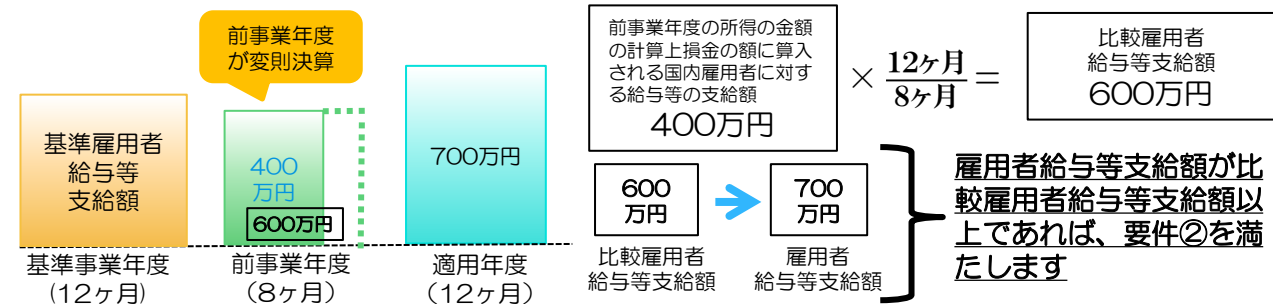 前事業年度
が変則決算
基準雇用者
給与等
支給額
400
万円
600万円
700万円
基準事業年度
(12ヶ月)
前事業年度
（8ヶ月）
適用年度
（12ヶ月）
前事業年度の所得の金額
の計算上損金の額に算入
される国内雇用者に対す
る給与等の支給額
400万円
× 12ヶ月/8ヶ月 =
比較雇用者
給与等支給額
600万円
600
万円
比較雇用者
給与等支給額
700
万円
雇用者
給与等支給額
雇用者給与等支給額が比
較雇用者給与等支給額以
上であれば、要件②を満
たします